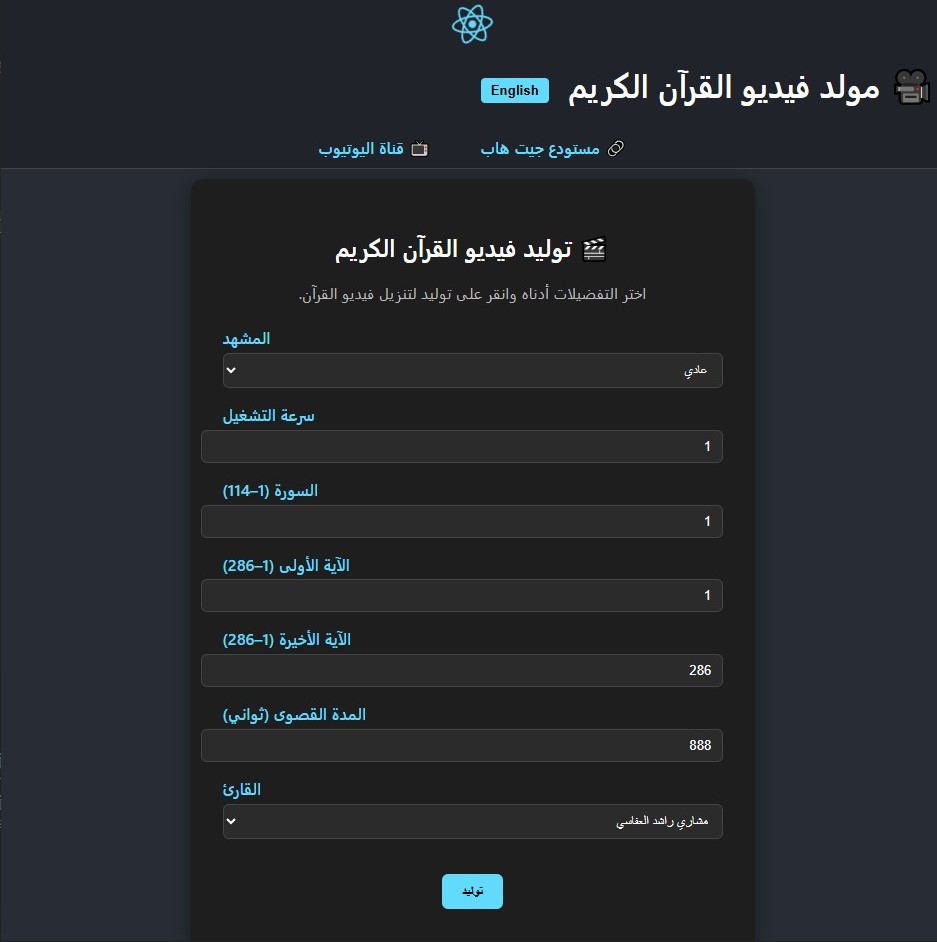 مولد فيديو القرآن الكريم English
مستودع جيت هاب قناة اليوتيوب
توليد فيديو القرآن الكريم
اختر التفضيلات أدناه وانقر على توليد لتنزيل فيديو القرآن.
المشهد
عادي
سرعة التشغيل
1
السورة (1–114)
1
الآية الأولى (1–286)
1
الآية الأخيرة (1–286)
286
المدة القصوى (ثواني)
888
القارئ
مشاري راشد العفاسي
توليد